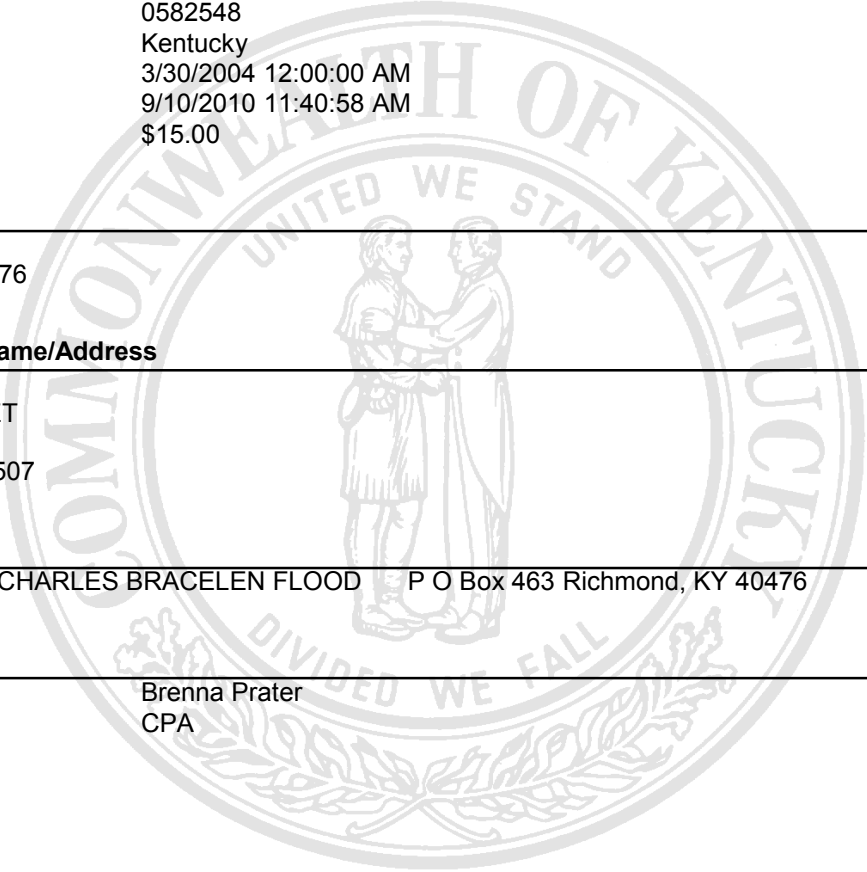 0582548
Kentucky
3/30/2004 12:00:00 AM
9/10/2010 11:40:58 AM
$15.00
COMMONWEALTH OF KENTUCKY
UNITED WE STAND
76
ame/Address
ET
507
CHARLES BRACELEN FLOOD P O Box 463 Richmond, KY 40476
DIVIDED WE FALL
Brenna Prater
CPA